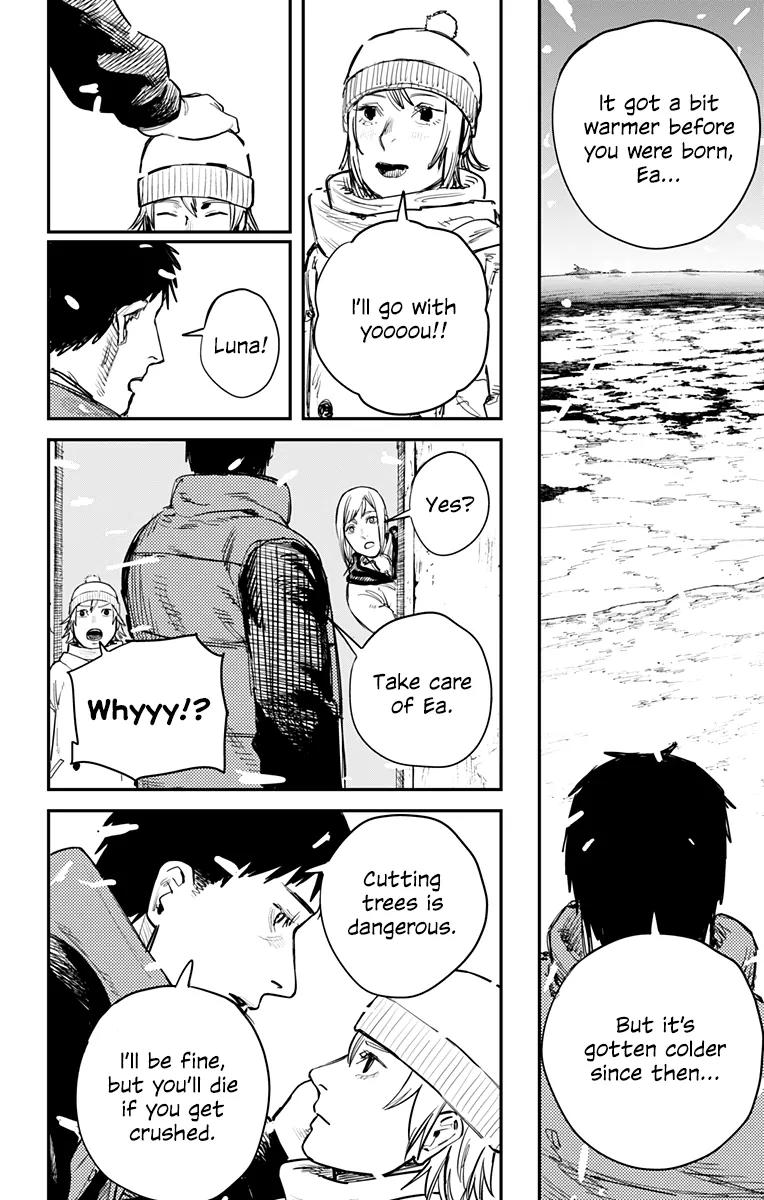 It got a bit
warmer before
you were born,
Ea...
But it's
gotten colder
since then...
I'll go with
yoooou!!
Luna!
Yes?
Take care
of Ea.
Whyyy!?
Cutting
trees is
dangerous.
I'll be fine,
but you'll die
if you get
crushed.